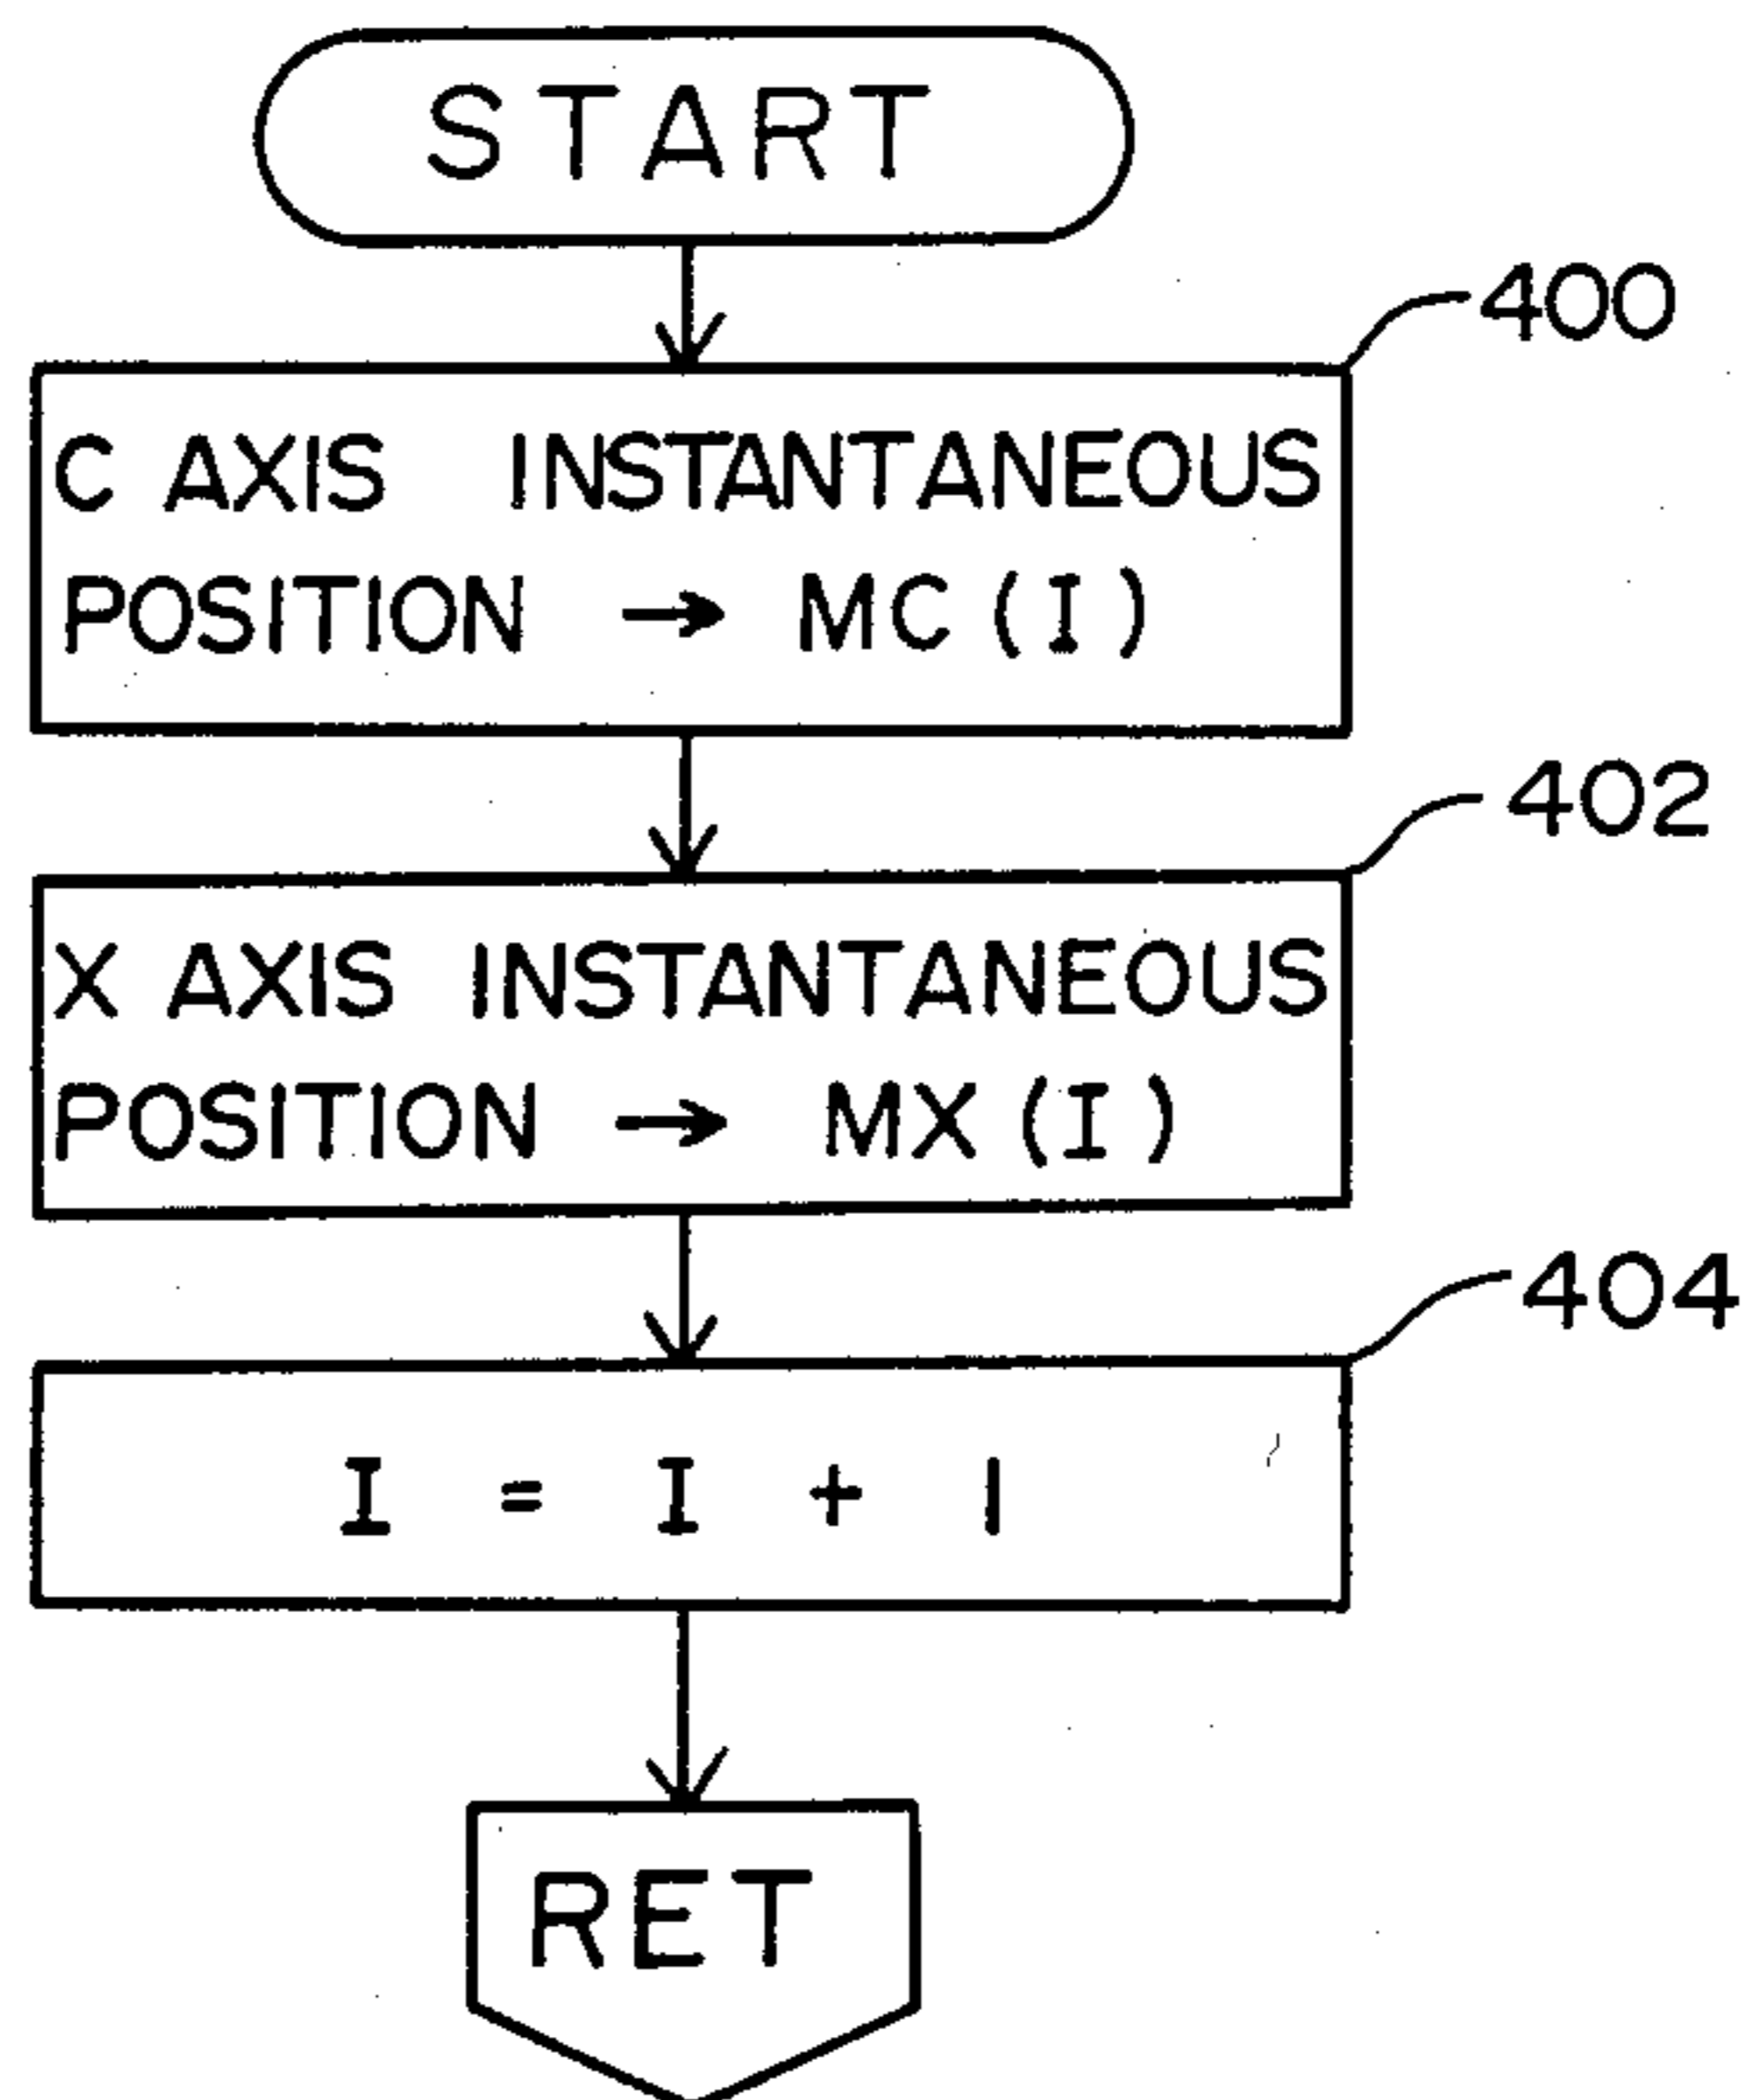 START
400
C AXIS INSTANTANEOUS
POSITION → MC (I)
402
X AXIS INSTANTANEOUS
POSITION → MX (I)
404
I = I + 1
RET